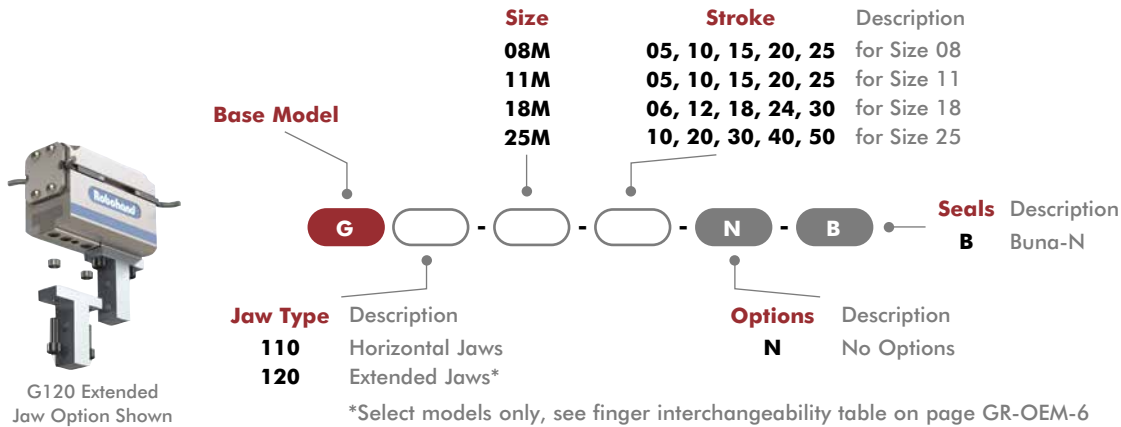 Size Stroke Description
08M 05, 10, 15, 20, 25 for Size 08
11M 05, 10, 15, 20, 25 for Size 11
18M 06, 12, 18, 24, 30 for Size 18
25M 10, 20, 30, 40, 50 for Size 25
Base Model
Robohand
G - - - N - B
Seals Description
B Buna-N
Jaw Type Description
110 Horizontal Jaws
120 Extended Jaws*
Options Description
N No Options
G120 Extended
Jaw Option Shown
*Select models only, see finger interchangeability table on page GR-OEM-6